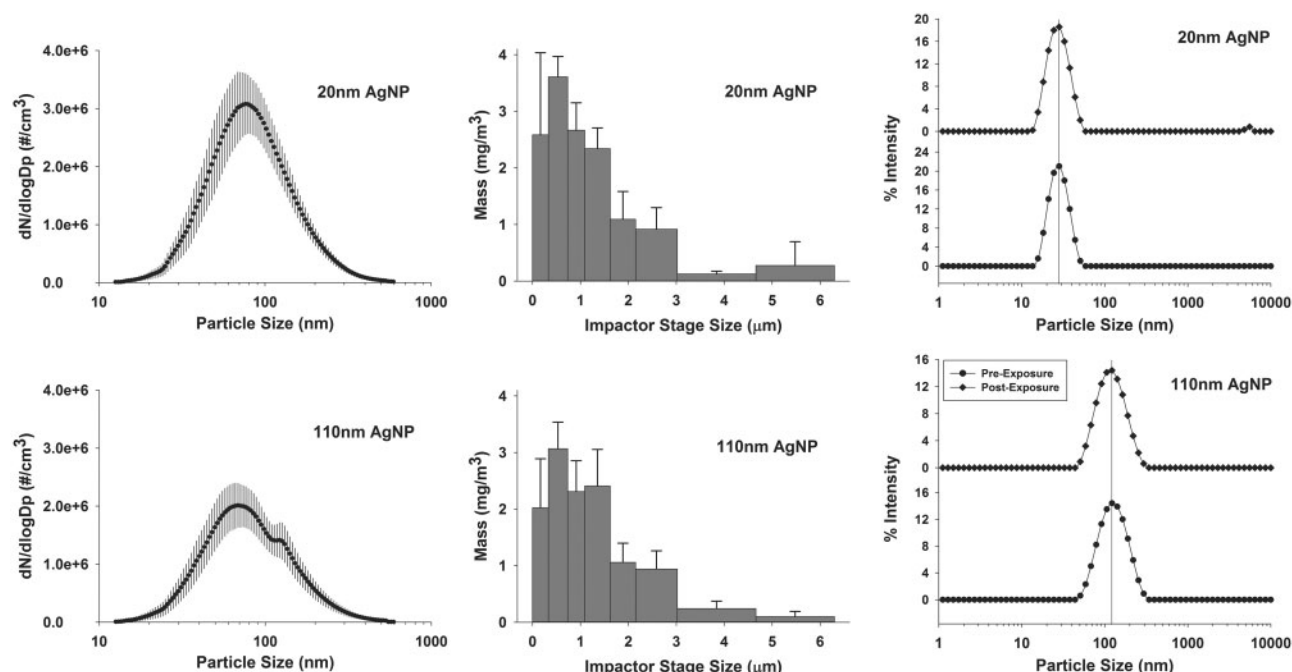 4.0e+6
3.0e+6
2.0e+6
1.0e+6
0.0
dN/dlogDp (#/cm³)
20nm AgNP
10 100 1000
Particle Size (nm)
4
3
2
1
0
Mass (mg/m³)
20nm AgNP
0 1 2 3 4 5 6
Impactor Stage Size (μm)
20
16
12
8
4
0
24
20
16
12
8
4
0
% Intensity
20nm AgNP
1 10 100 1000 10000
Particle Size (nm)
4.0e+6
3.0e+6
2.0e+6
1.0e+6
0.0
dN/dlogDp (#/cm³)
110nm AgNP
10 100 1000
Particle Size (nm)
4
3
2
1
0
Mass (mg/m³)
110nm AgNP
0 1 2 3 4 5 6
Impactor Stage Size (μm)
16
12
8
4
0
16
12
8
4
0
% Intensity
Pre-Exposure
Post-Exposure
110nm AgNP
1 10 100 1000 10000
Particle Size (nm)